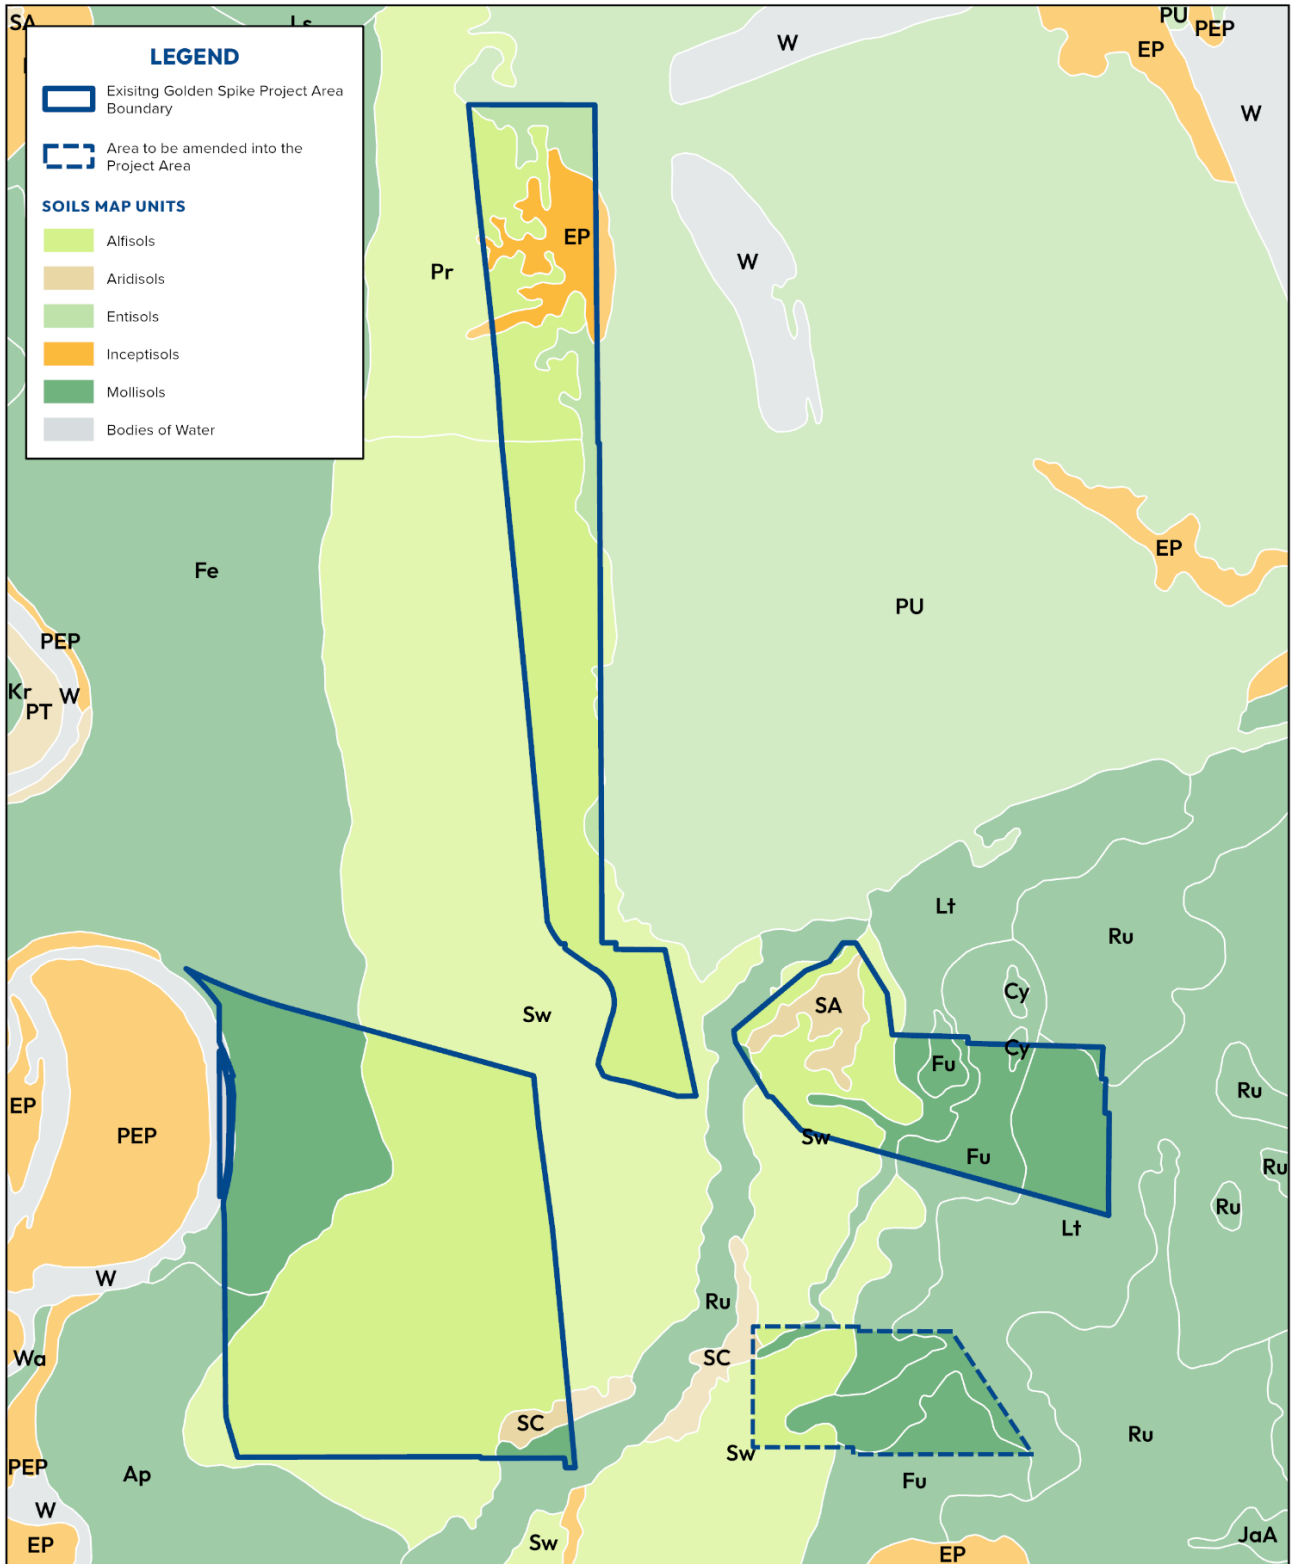 SA
Ls
W
PU
PEP
EP
W
LEGEND
Exisitng Golden Spike Project Area
Boundary
Area to be amended into the
Project Area
SOILS MAP UNITS
Alfisols
Aridisols
Entisols
Inceptisols
Mollisols
Bodies of Water
EP
W
Pr
EP
Fe
PU
PEP
Kr
W
PT
Lt
Ru
Cy
SA
Sw
Cy
Fu
Ru
EP
PEP
Sw
Fu
Ru
Ru
Lt
W
Ru
Wa
SC
SC
Ru
Sw
PEP
Ap
Fu
W
JaA
EP
Sw
EP